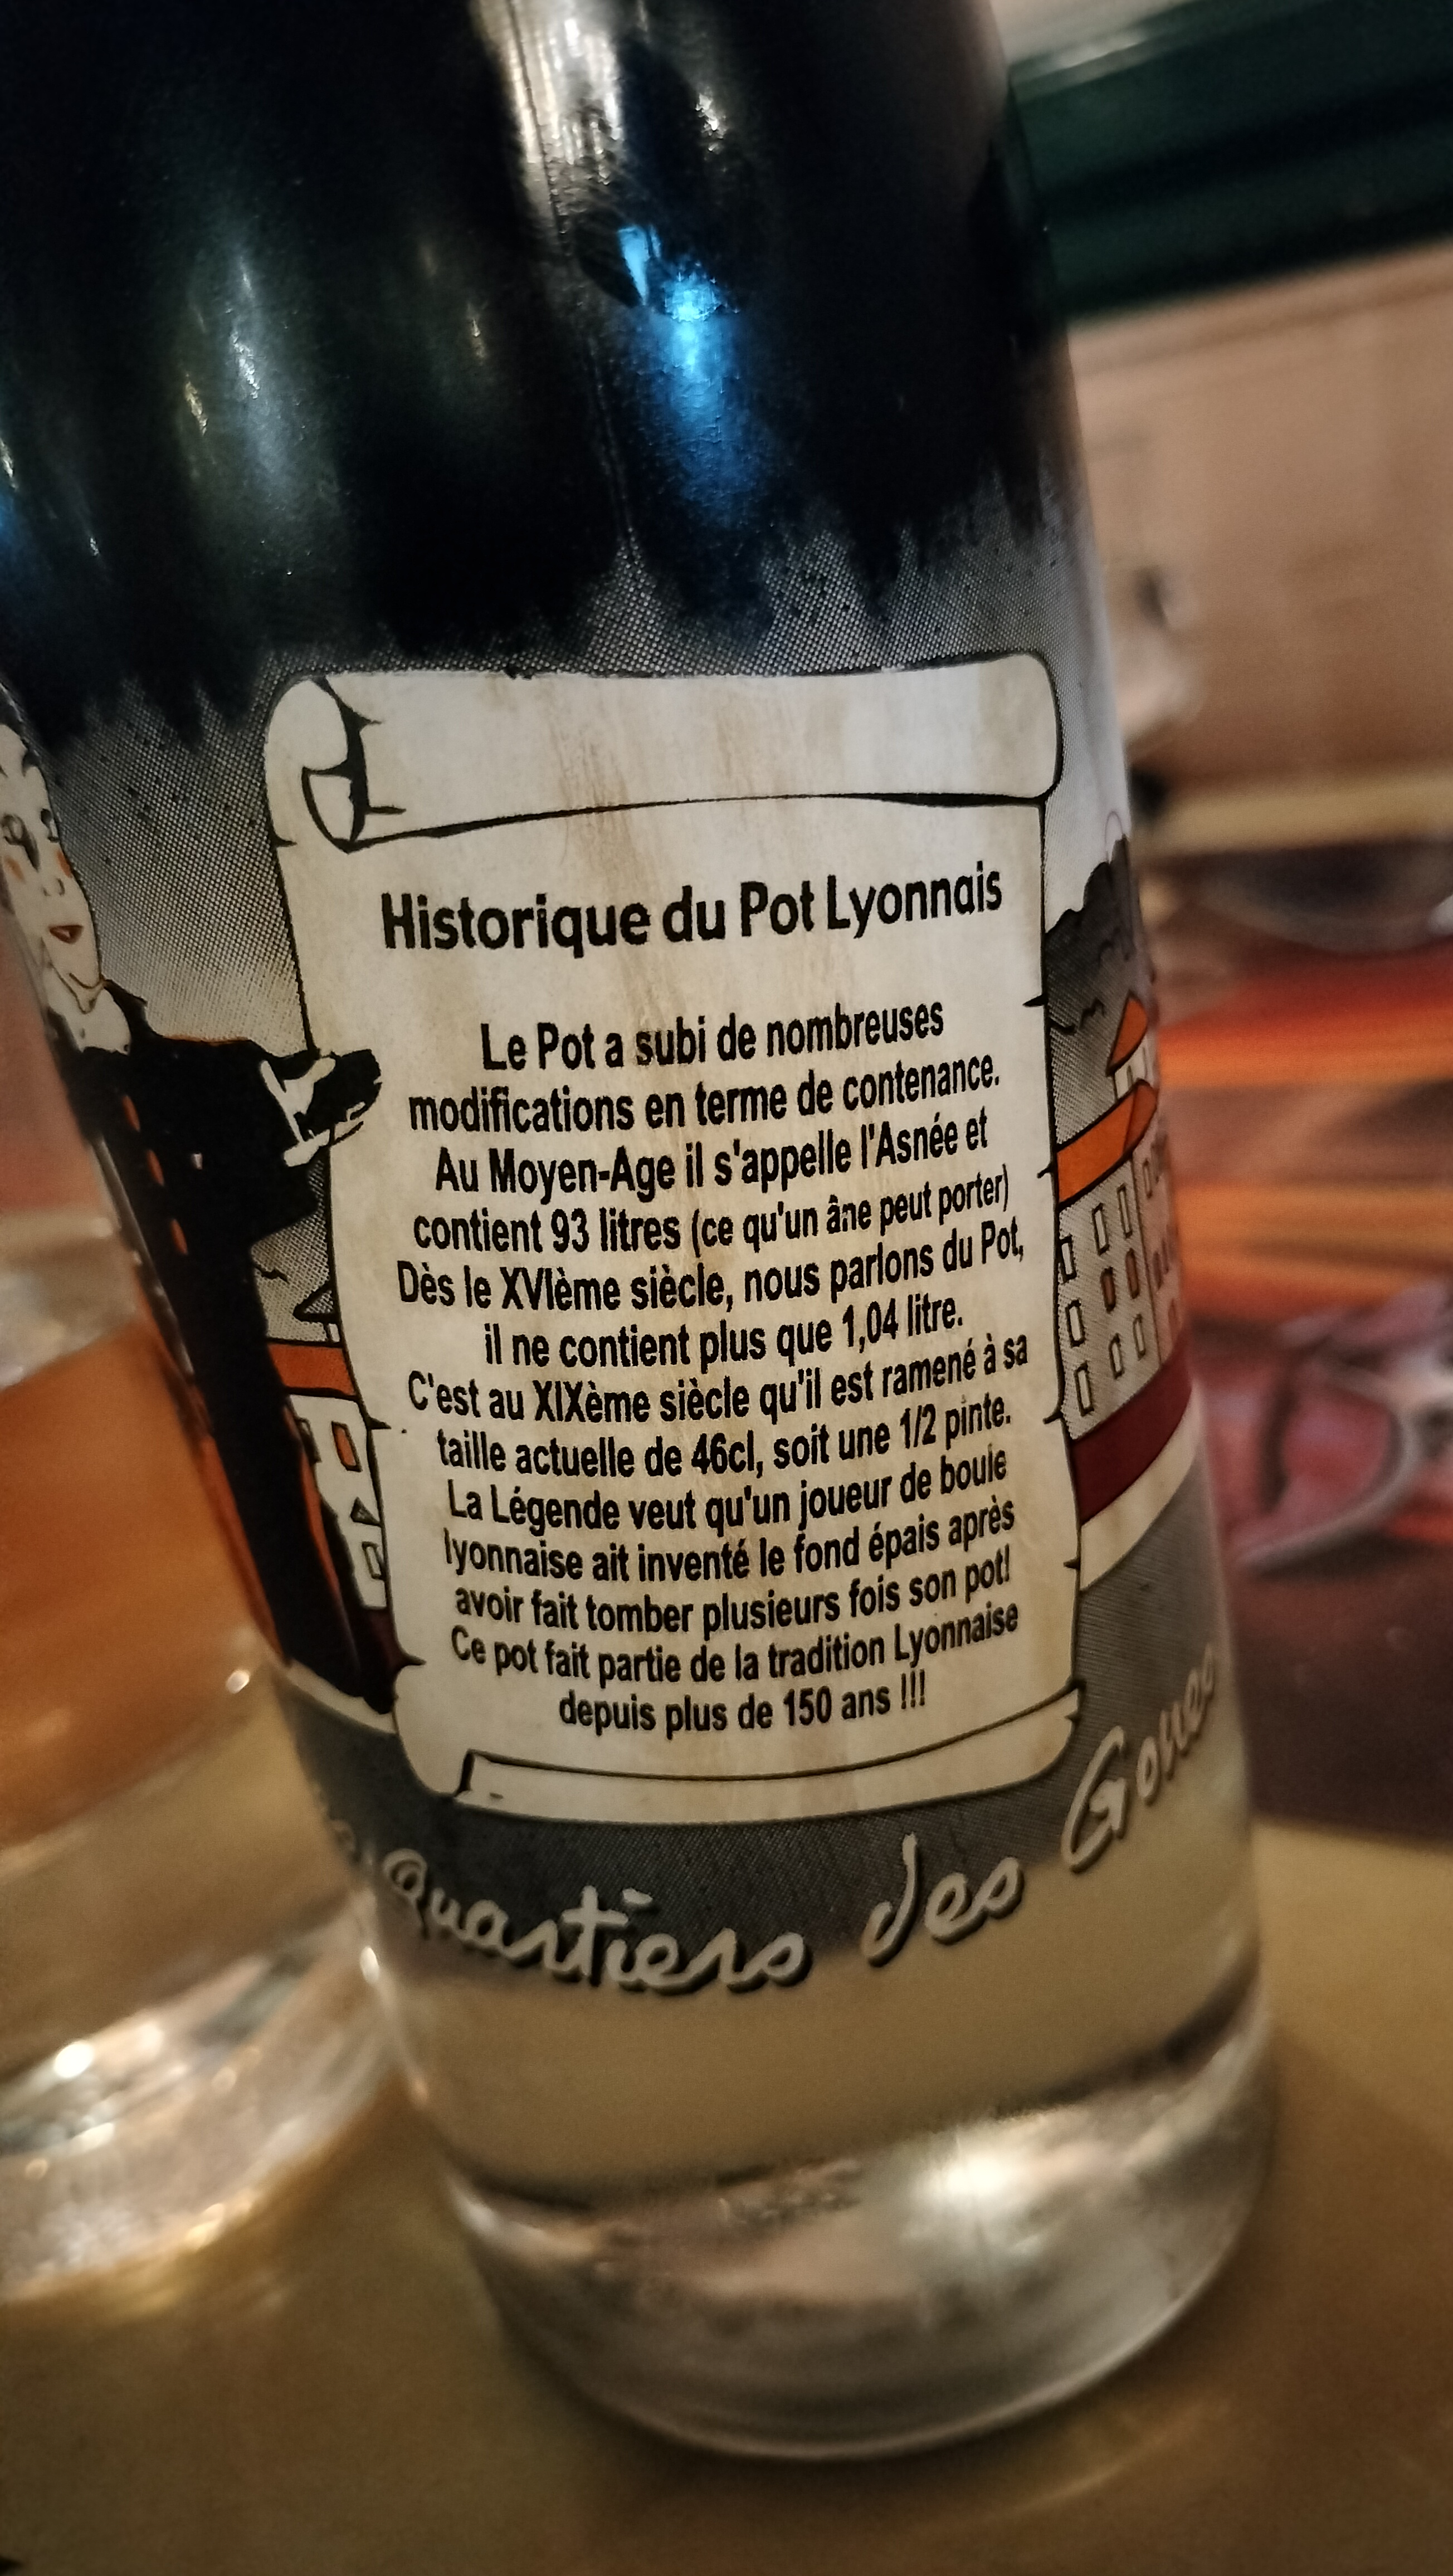 Historique du Pot Lyonnais
Le Pot a subi de nombreuses
modifications en terme de contenance.
Au Moyen-Age il s'appelle l'Asnée et
contient 93 litres (ce qu'un âne peut porter)
Dès le XVIème siècle, nous parlons du Pot,
il ne contient plus que 1,04 litre.
C'est au XIXème siècle qu'il est ramené à sa
taille actuelle de 46cl, soit une 1/2 pinte.
La Légende veut qu'un joueur de boule
lyonnaise ait inventé le fond épais après
avoir fait tomber plusieurs fois son pot!
Ce pot fait partie de la tradition Lyonnaise
depuis plus de 150 ans !!!
Quartiers des